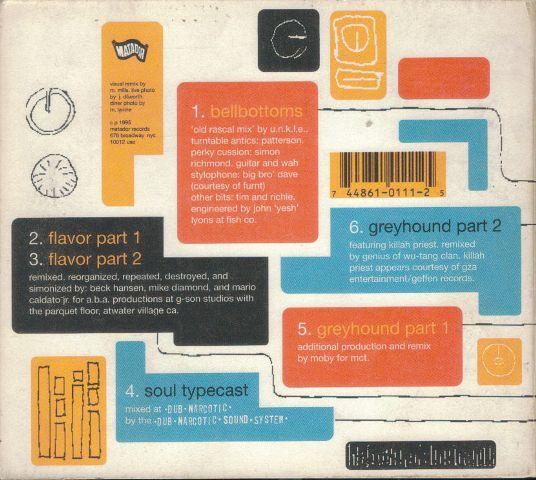 MATADOR
visual remix by
m. mills. live photo
by j. dilworth.
diner photo by
m. lavine
c p 1995
matador records
676 broadway nyc
10012 usa
1. bellbottoms
'old rascal mix' by u.n.k.l.e..
turntable antics: patterson.
perky cussion: simon
richmond. guitar and wah
stylophone: big bro' dave
(courtesy of furnt)
other bits: tim and richie.
engineered by john 'yesh'
lyons at fish co.
7 44861-0111-2 5
2. flavor part 1
3. flavor part 2
remixed, reorganized, repeated, destroyed, and
simonized by: beck hansen, mike diamond, and mario
caldato jr. for a.b.a. productions at g-son studios with
the parquet floor, atwater village ca.
6. greyhound part 2
featuring killah priest. remixed
by genius of wu-tang clan. killah
priest appears courtesy of gza
entertainment/geffen records.
5. greyhound part 1
additional production and remix
by moby for mct.
4. soul typecast
mixed at •DUB•NARCOTIC•
by the •DUB•NARCOTIC•SOUND•SYSTEM•